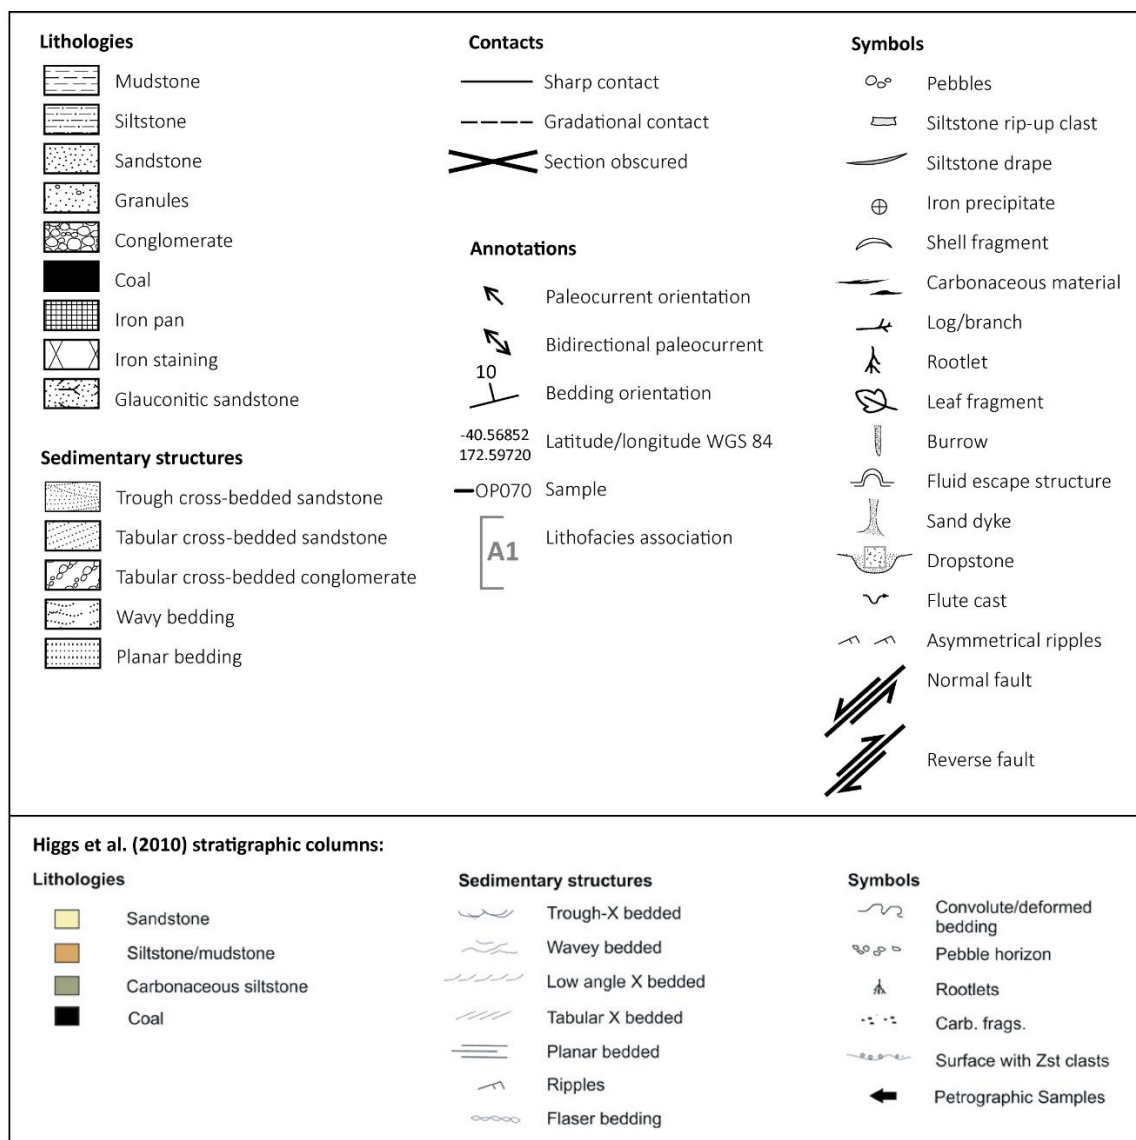 Lithologies
Mudstone
Siltstone
Sandstone
Granules
Conglomerate
Coal
Iron pan
Iron staining
Glauconitic sandstone
Sedimentary structures
Trough cross-bedded sandstone
Tabular cross-bedded sandstone
Tabular cross-bedded conglomerate
Wavy bedding
Planar bedding
Contacts
Sharp contact
Gradational contact
Section obscured
Annotations
Paleocurrent orientation
Bidirectional paleocurrent
10
Bedding orientation
-40.56852
172.59720
Latitude/longitude WGS 84
OP070 Sample
A1
Lithofacies association
Symbols
Pebbles
Siltstone rip-up clast
Siltstone drape
Iron precipitate
Shell fragment
Carbonaceous material
Log/branch
Rootlet
Leaf fragment
Burrow
Fluid escape structure
Sand dyke
Dropstone
Flute cast
Asymmetrical ripples
Normal fault
Reverse fault
Higgs et al. (2010) stratigraphic columns:
Lithologies
Sandstone
Siltstone/mudstone
Carbonaceous siltstone
Coal
Sedimentary structures
Trough-X bedded
Wavey bedded
Low angle X bedded
Tabular X bedded
Planar bedded
Ripples
Flaser bedding
Symbols
Convolute/deformed
bedding
Pebble horizon
Rootlets
Carb. frags.
Surface with Zst clasts
Petrographic Samples